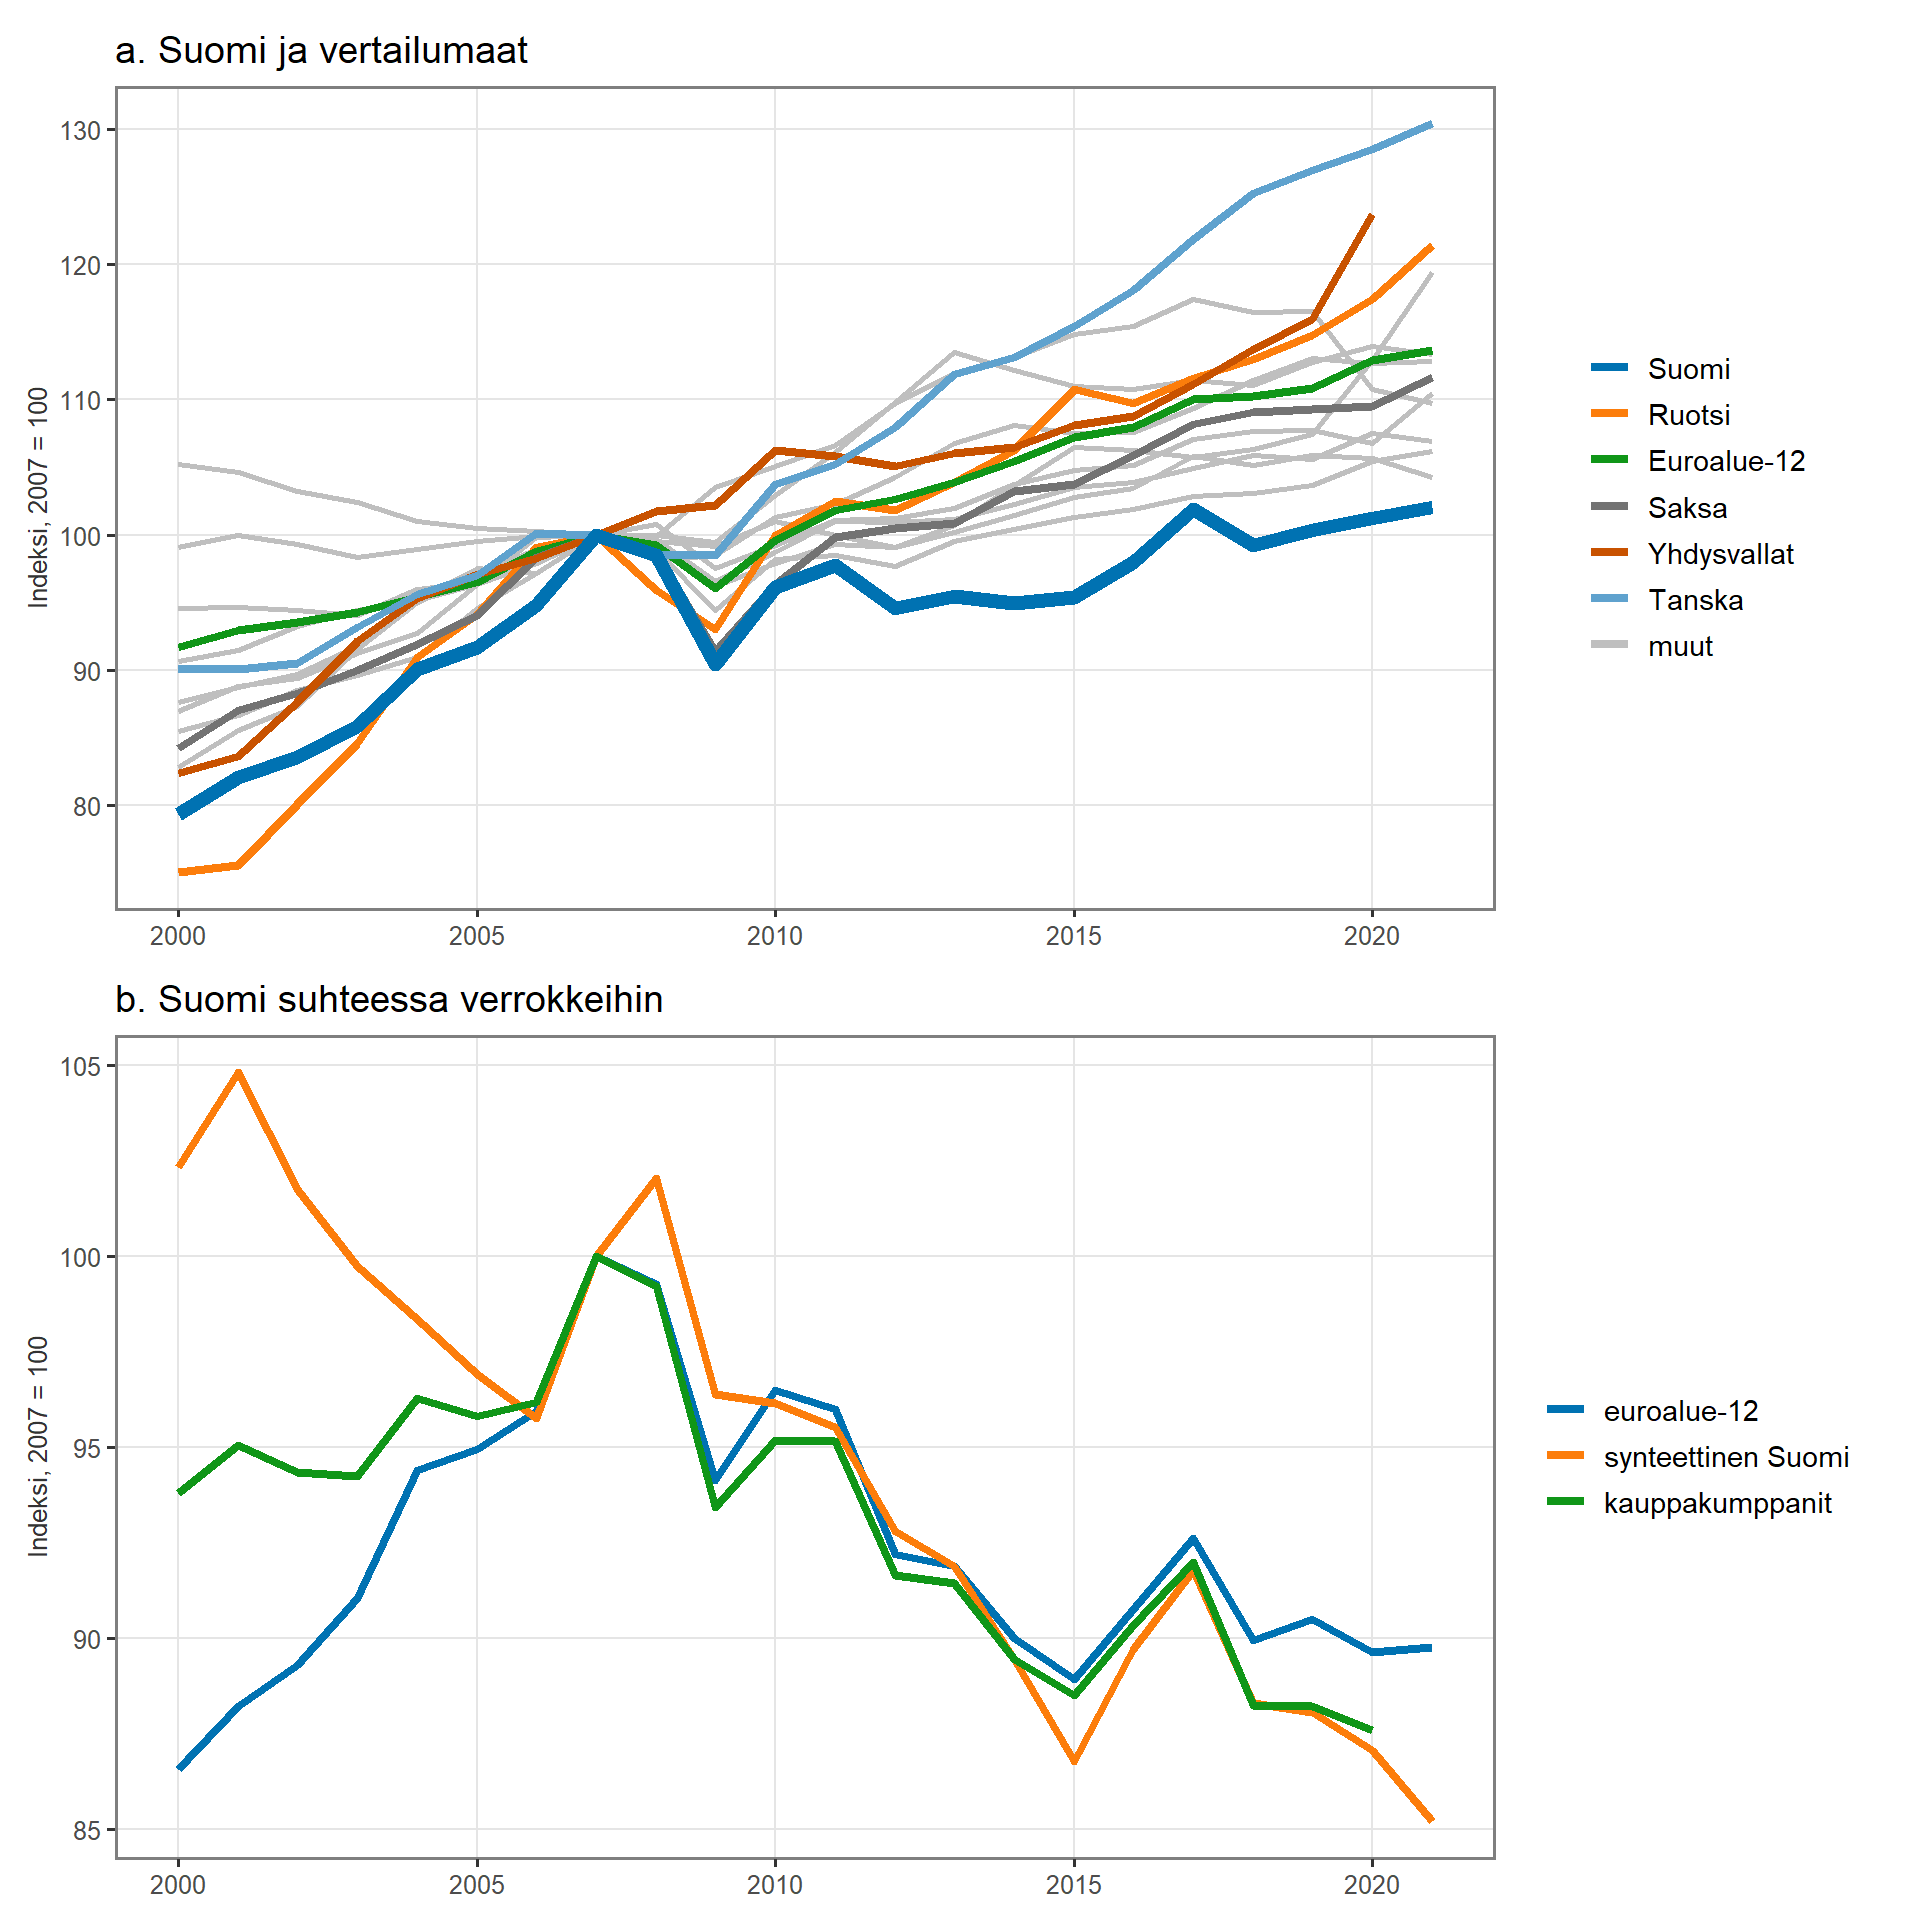 a. Suomi ja vertailumaat
Indeksi, 2007 = 100
130
120
110
100
90
80
2000
2005
2010
2015
2020
Suomi
Ruotsi
Euroalue-12
Saksa
Yhdysvallat
Tanska
muut
b. Suomi suhteessa verrokkeihin
Indeksi, 2007 = 100
105
100
95
90
85
2000
2005
2010
2015
2020
euroalue-12
synteettinen Suomi
kauppakumppanit